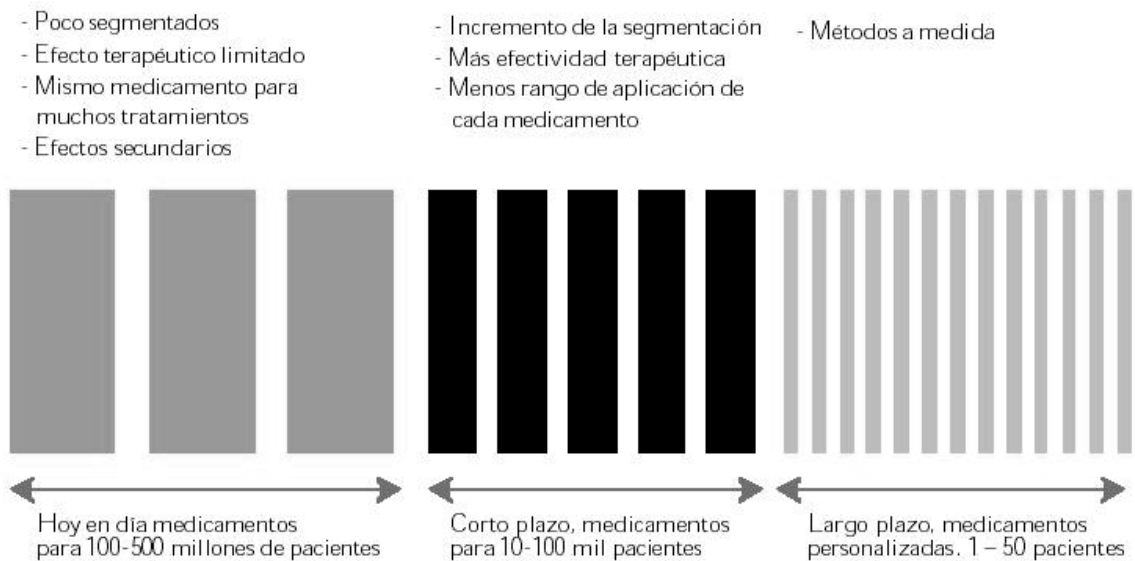 - Poco segmentados
- Efecto terapéutico limitado
- Mismo medicamento para
muchos tratamientos
- Efectos secundarios
- Incremento de la segmentación
- Más efectividad terapéutica
- Menos rango de aplicación de
cada medicamento
- Métodos a medida
Hoy en día medicamentos
para 100-500 millones de pacientes
Corto plazo, medicamentos
para 10-100 mil pacientes
Largo plazo, medicamentos
personalizadas. 1 – 50 pacientes